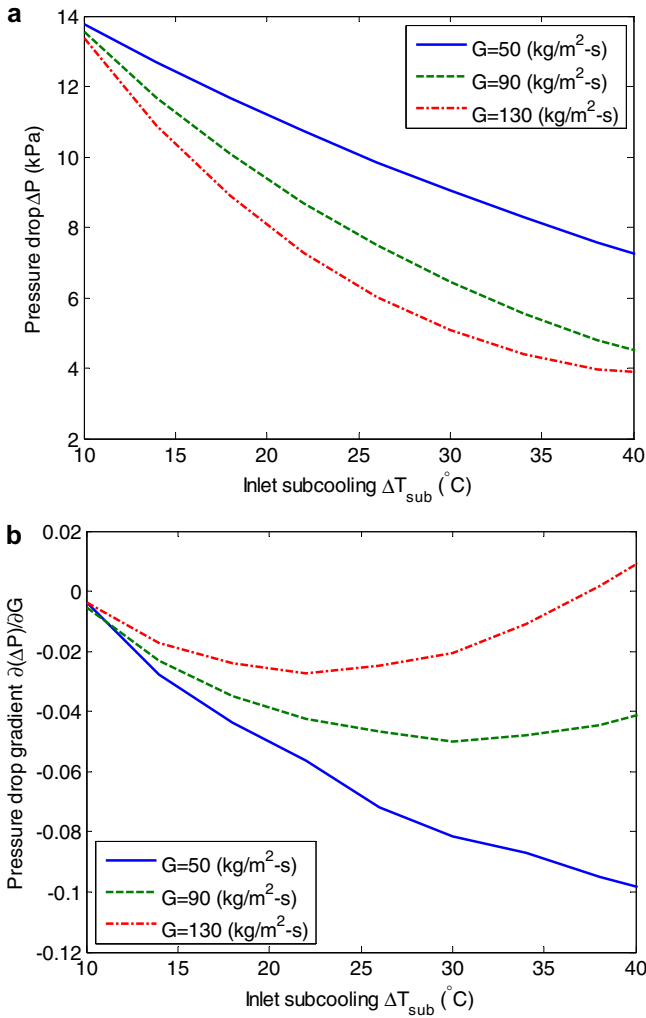 a
14
12
10
8
6
4
2
Pressure drop ΔP (kPa)
G=50 (kg/m²-s)
G=90 (kg/m²-s)
G=130 (kg/m²-s)
10 15 20 25 30 35 40
Inlet subcooling ΔT_sub (°C)
b
0.02
0
-0.02
-0.04
-0.06
-0.08
-0.1
-0.12
Pressure drop gradient ∂(ΔP)/∂G
G=50 (kg/m²-s)
G=90 (kg/m²-s)
G=130 (kg/m²-s)
10 15 20 25 30 35 40
Inlet subcooling ΔT_sub (°C)